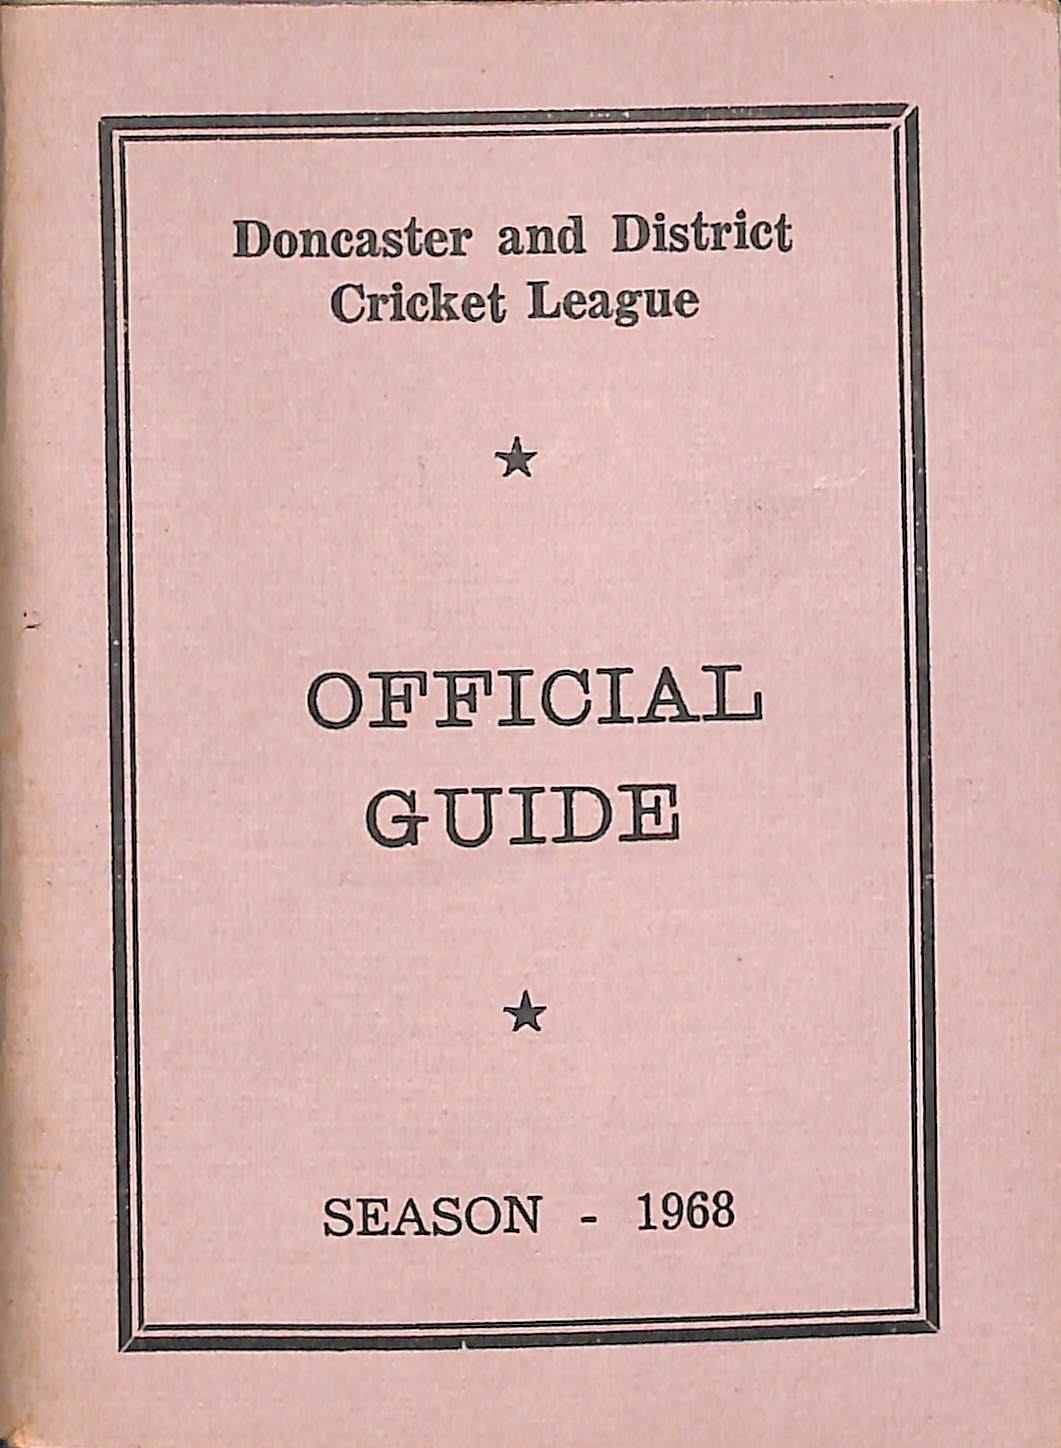 Doncaster and District
Cricket League
OFFICIAL
GUIDE
SEASON - 1968